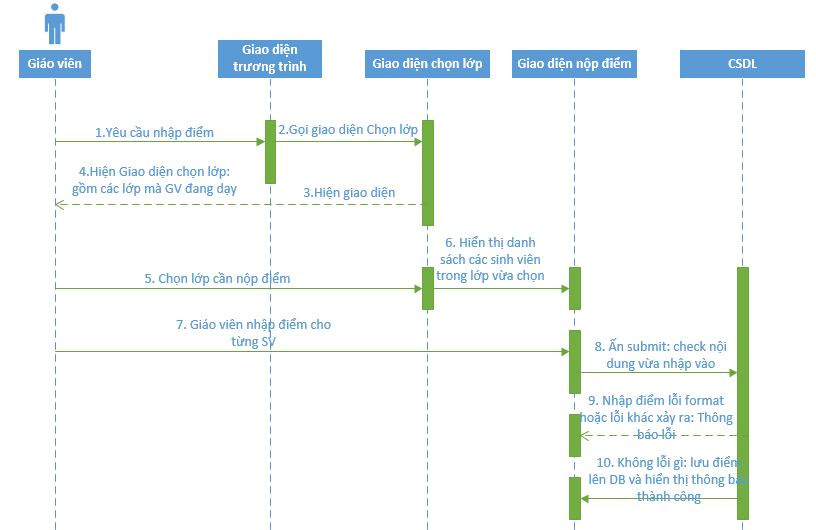 Giáo viên
Giao diện
trương trình
Giao diện chọn lớp
Giao diện nộp điểm
CSDL
1.Yêu cầu nhập điểm
2.Gọi giao diện Chọn lớp
4.Hiện Giao diện chọn lớp:
gồm các lớp mà GV đang dạy
3.Hiện giao diện
5. Chọn lớp cần nộp điểm
6. Hiển thị danh
sách các sinh viên
trong lớp vừa chọn
7. Giáo viên nhập điểm cho
từng SV
8. Ấn submit: check nội
dung vừa nhập vào
9. Nhập điểm lỗi format
hoặc lỗi khác xảy ra: Thông
báo lỗi
10. Không lỗi gì: lưu điểm
lên DB và hiển thị thông báo
thành công